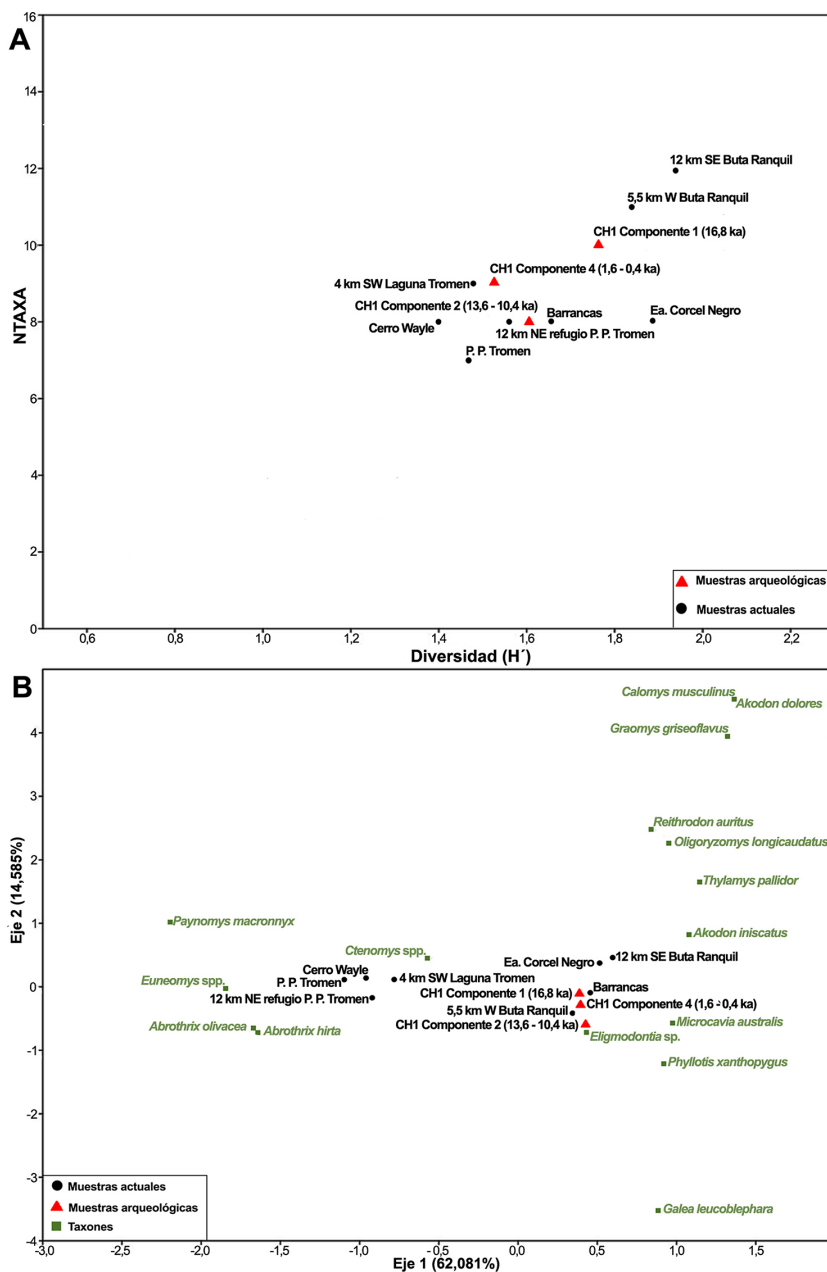 A
16
14
12
10
8
6
4
2
0
NTAXA
12 km SE Buta Ranquil
5,5 km W Buta Ranquil
CH1 Componente 1 (16,8 ka)
CH1 Componente 4 (1,6 - 0,4 ka)
4 km SW Laguna Tromen
CH1 Componente 2 (13,6 - 10,4 ka)
Barrancas
Ea. Corcel Negro
Cerro Wayle
12 km NE refugio P. P. Tromen
P. P. Tromen
Muestras arqueológicas
Muestras actuales
0,6
0,8
1,0
1,2
1,4
1,6
1,8
2,0
2,2
Diversidad (H´)
B
4
3
2
1
0
-1
-2
-3
-4
Eje 2 (14,585%)
Calomys musculinus
Akodon dolores
Graomys griseoflavus
Reithrodon auritus
Oligoryzomys longicaudatus
Thylamys pallidor
Paynomys macronnyx
Akodon iniscatus
Ctenomys spp.
Ea. Corcel Negro
12 km SE Buta Ranquil
Cerro Wayle
P. P. Tromen
4 km SW Laguna Tromen
Euneomys spp.
12 km NE refugio P. P. Tromen
CH1 Componente 1 (16,8 ka)
Barrancas
CH1 Componente 4 (1,6 - 0,4 ka)
5,5 km W Buta Ranquil
Abrothrix olivacea
Abrothrix hirta
CH1 Componente 2 (13,6 - 10,4 ka)
Microcavia australis
Eligmodontia sp.
Phyllotis xanthopygus
Galea leucoblephara
Muestras actuales
Muestras arqueológicas
Taxones
-3,0
-2,5
-2,0
-1,5
-1,0
-0,5
0,0
0,5
1,0
1,5
Eje 1 (62,081%)